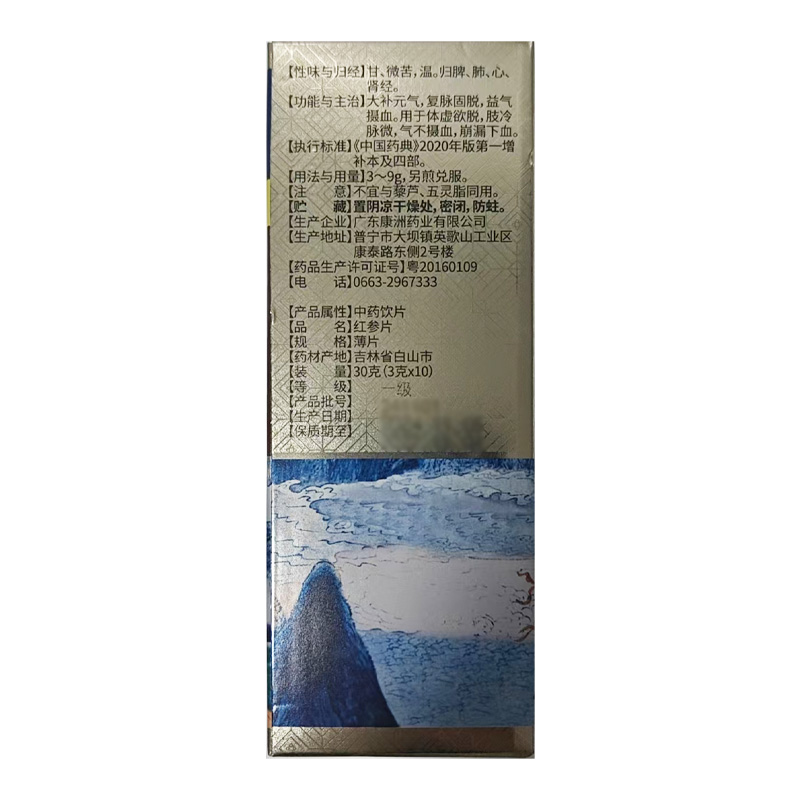 【性味与归经】甘、微苦，温。归脾、肺、心、
肾经。
【功能与主治】大补元气，复脉固脱，益气
摄血。用于体虚欲脱，肢冷
脉微，气不摄血，崩漏下血。
【执行标准】《中国药典》2020年版第一增
补本及四部。
【用法与用量】3～9g，另煎兑服。
【注　　意】不宜与藜芦、五灵脂同用。
【贮　　藏】置阴凉干燥处，密闭，防蛀。
【生产企业】广东康洲药业有限公司
【生产地址】普宁市大坝镇英歌山工业区
康泰路东侧2号楼
【药品生产许可证号】粤20160109
【电　　话】0663-2967333
【产品属性】中药饮片
【品　　名】红参片
【规　　格】薄片
【药材产地】吉林省白山市
【装　　量】30克（3克x10）
【等　　级】　一级
【产品批号】
【生产日期】
【保质期至】